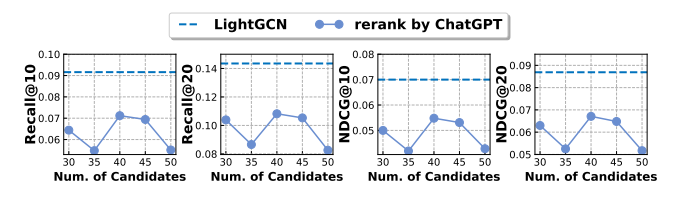 LightGCN rerank by ChatGPT
Recall@10
0.10
0.09
0.08
0.07
0.06
30 35 40 45 50
Num. of Candidates
Recall@20
0.14
0.12
0.10
0.08
30 35 40 45 50
Num. of Candidates
NDCG@10
0.08
0.07
0.06
0.05
30 35 40 45 50
Num. of Candidates
NDCG@20
0.09
0.08
0.07
0.06
0.05
30 35 40 45 50
Num. of Candidates